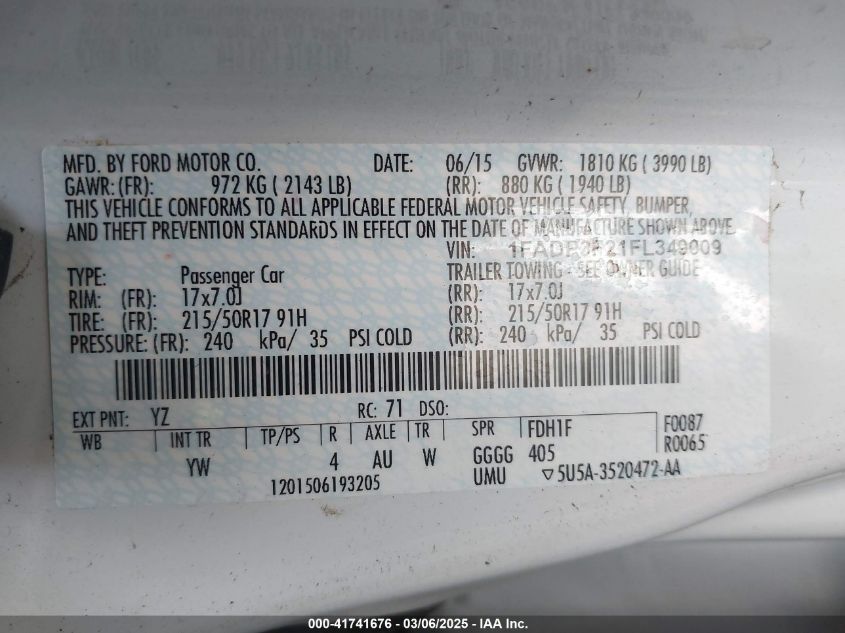 MFD. BY FORD MOTOR CO. DATE: 06/15 GVWR: 1810 KG ( 3990 LB)
GAWR: (FR): 972 KG ( 2143 LB) (RR): 880 KG ( 1940 LB)
THIS VEHICLE CONFORMS TO ALL APPLICABLE FEDERAL MOTOR VEHICLE SAFETY, BUMPER,
AND THEFT PREVENTION STANDARDS IN EFFECT ON THE DATE OF MANUFACTURE SHOWN ABOVE.
VIN:
TYPE: Passenger Car TRAILER TOWING - SEE OWNER GUIDE
RIM: (FR): 17x7.0J (RR): 17x7.0J
TIRE: (FR): 215/50R17 91H (RR): 215/50R17 91H
PRESSURE: (FR): 240 kPa/ 35 PSI COLD (RR): 240 kPa/ 35 PSI COLD
EXT PNT: YZ RC: 71 DSO: F0087
WB INT TR TP/PS R AXLE TR SPR FDH1F R0065
YW 4 AU W GGGG 405
1201506193205 UMU ▽5U5A-3520472-AA
000-41741676 - 03/06/2025 - IAA Inc.